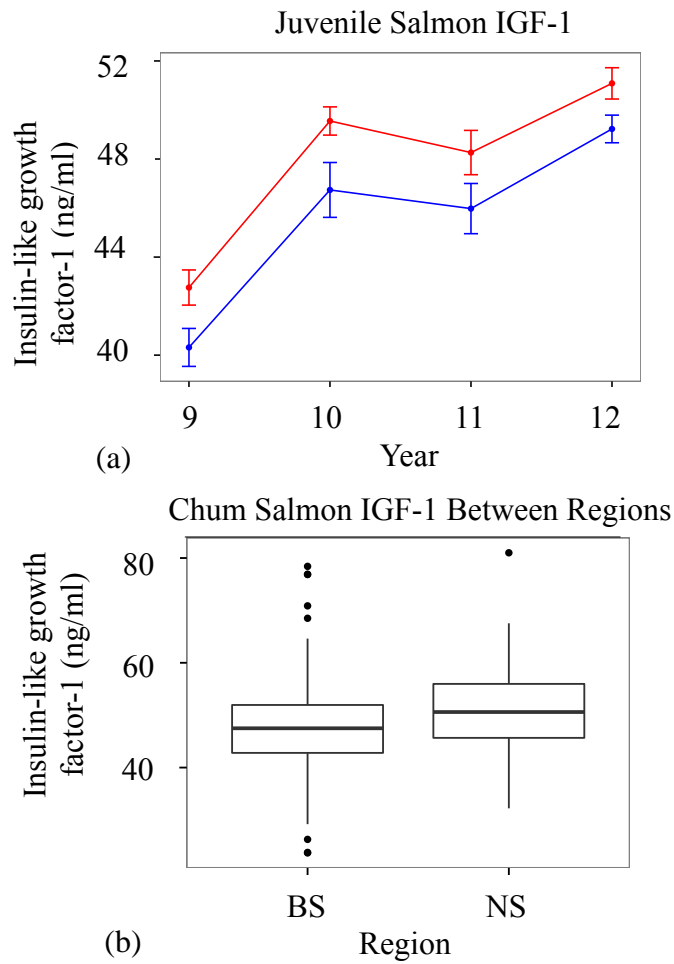 Juvenile Salmon IGF-1
Insulin-like growth
factor-1 (ng/ml)
52
48
44
40
9 10 11 12
Year
(a)
Chum Salmon IGF-1 Between Regions
Insulin-like growth
factor-1 (ng/ml)
80
60
40
BS NS
Region
(b)